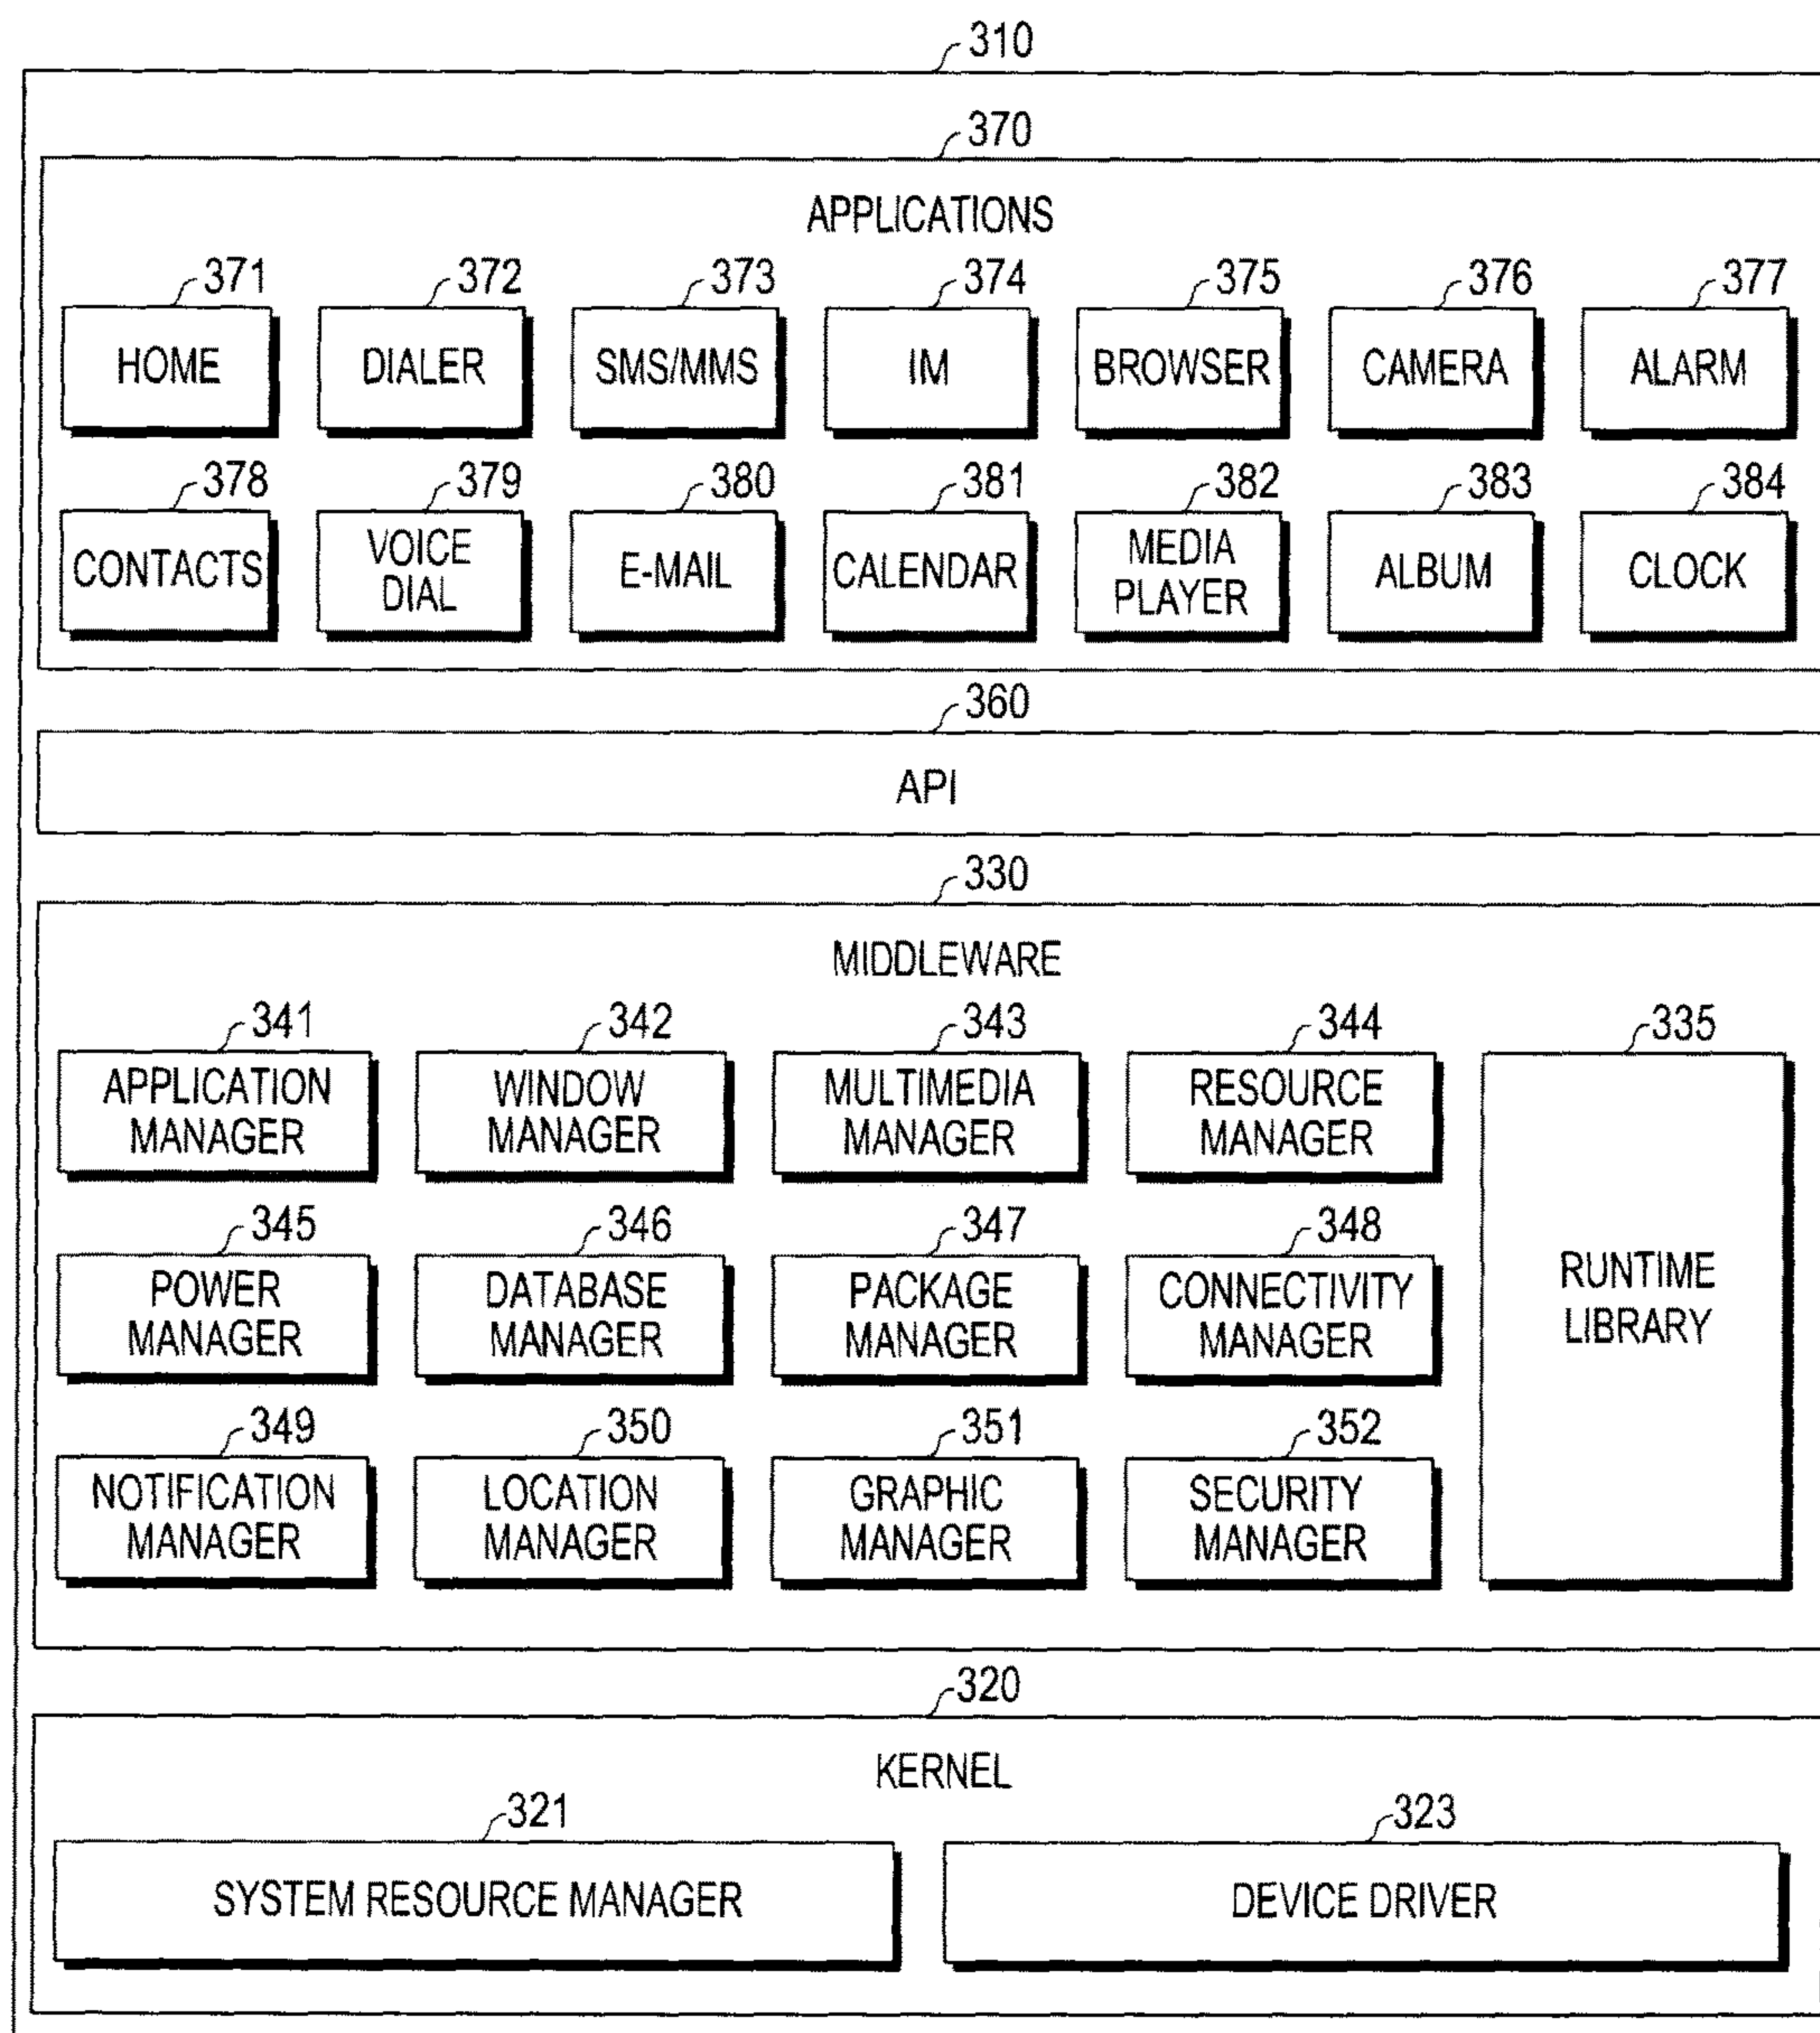 310
370
APPLICATIONS
371 372 373 374 375 376 377
HOME DIALER SMS/MMS IM BROWSER CAMERA ALARM
378 379 380 381 382 383 384
CONTACTS VOICE DIAL E-MAIL CALENDAR MEDIA PLAYER ALBUM CLOCK
360
API
330
MIDDLEWARE
341 342 343 344 335
APPLICATION MANAGER WINDOW MANAGER MULTIMEDIA MANAGER RESOURCE MANAGER
345 346 347 348
POWER MANAGER DATABASE MANAGER PACKAGE MANAGER CONNECTIVITY MANAGER RUNTIME LIBRARY
349 350 351 352
NOTIFICATION MANAGER LOCATION MANAGER GRAPHIC MANAGER SECURITY MANAGER
320
KERNEL
321 323
SYSTEM RESOURCE MANAGER DEVICE DRIVER